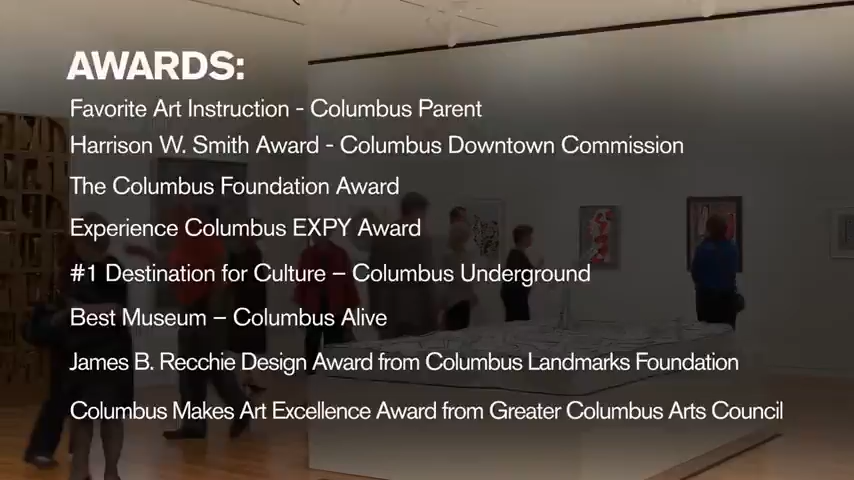 AWARDS:
Favorite Art Instruction - Columbus Parent
Harrison W. Smith Award - Columbus Downtown Commission
The Columbus Foundation Award
Experience Columbus EXPY Award
#1 Destination for Culture – Columbus Underground
Best Museum – Columbus Alive
James B. Recchie Design Award from Columbus Landmarks Foundation
Columbus Makes Art Excellence Award from Greater Columbus Arts Council